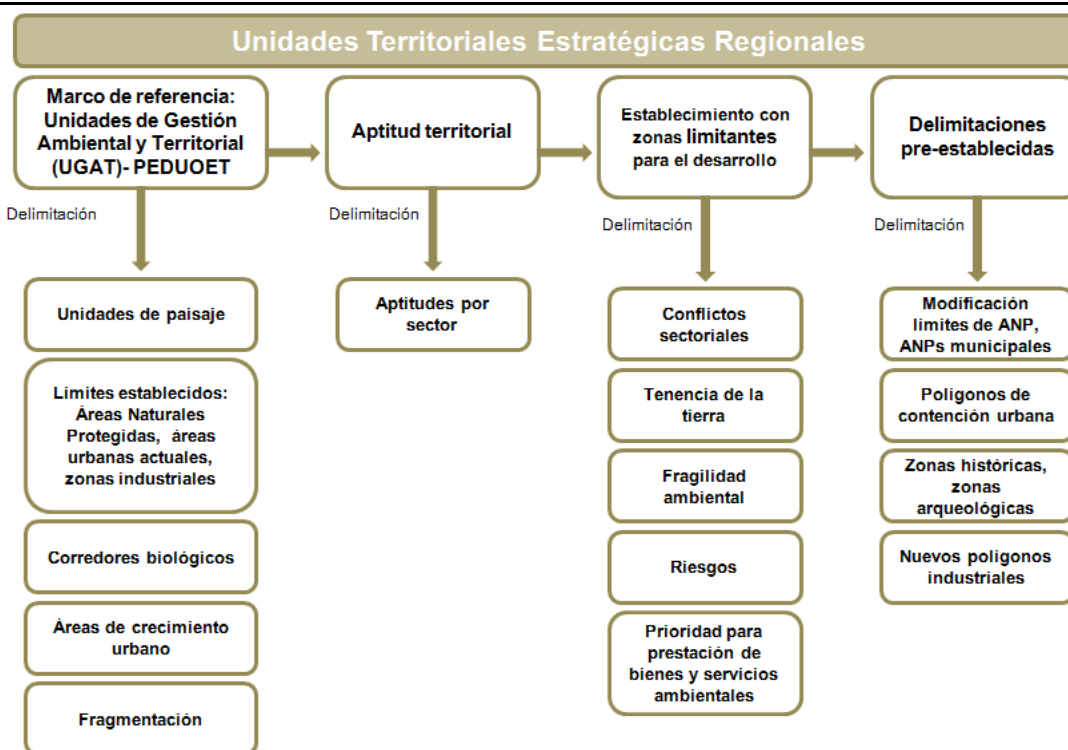 Unidades Territoriales Estratégicas Regionales
Marco de referencia:
Unidades de Gestión
Ambiental y Territorial
(UGAT)- PEDUOET
Aptitud territorial
Establecimiento con
zonas limitantes
para el desarrollo
Delimitaciones
pre-establecidas
Delimitación
Delimitación
Delimitación
Delimitación
Unidades de paisaje
Límites establecidos:
Áreas Naturales
Protegidas, áreas
urbanas actuales,
zonas industriales
Corredores biológicos
Áreas de crecimiento
urbano
Fragmentación
Aptitudes por
sector
Conflictos
sectoriales
Tenencia de la
tierra
Fragilidad
ambiental
Riesgos
Prioridad para
prestación de
bienes y servicios
ambientales
Modificación
límites de ANP,
ANPs municipales
Polígonos de
contención urbana
Zonas históricas,
zonas
arqueológicas
Nuevos polígonos
industriales